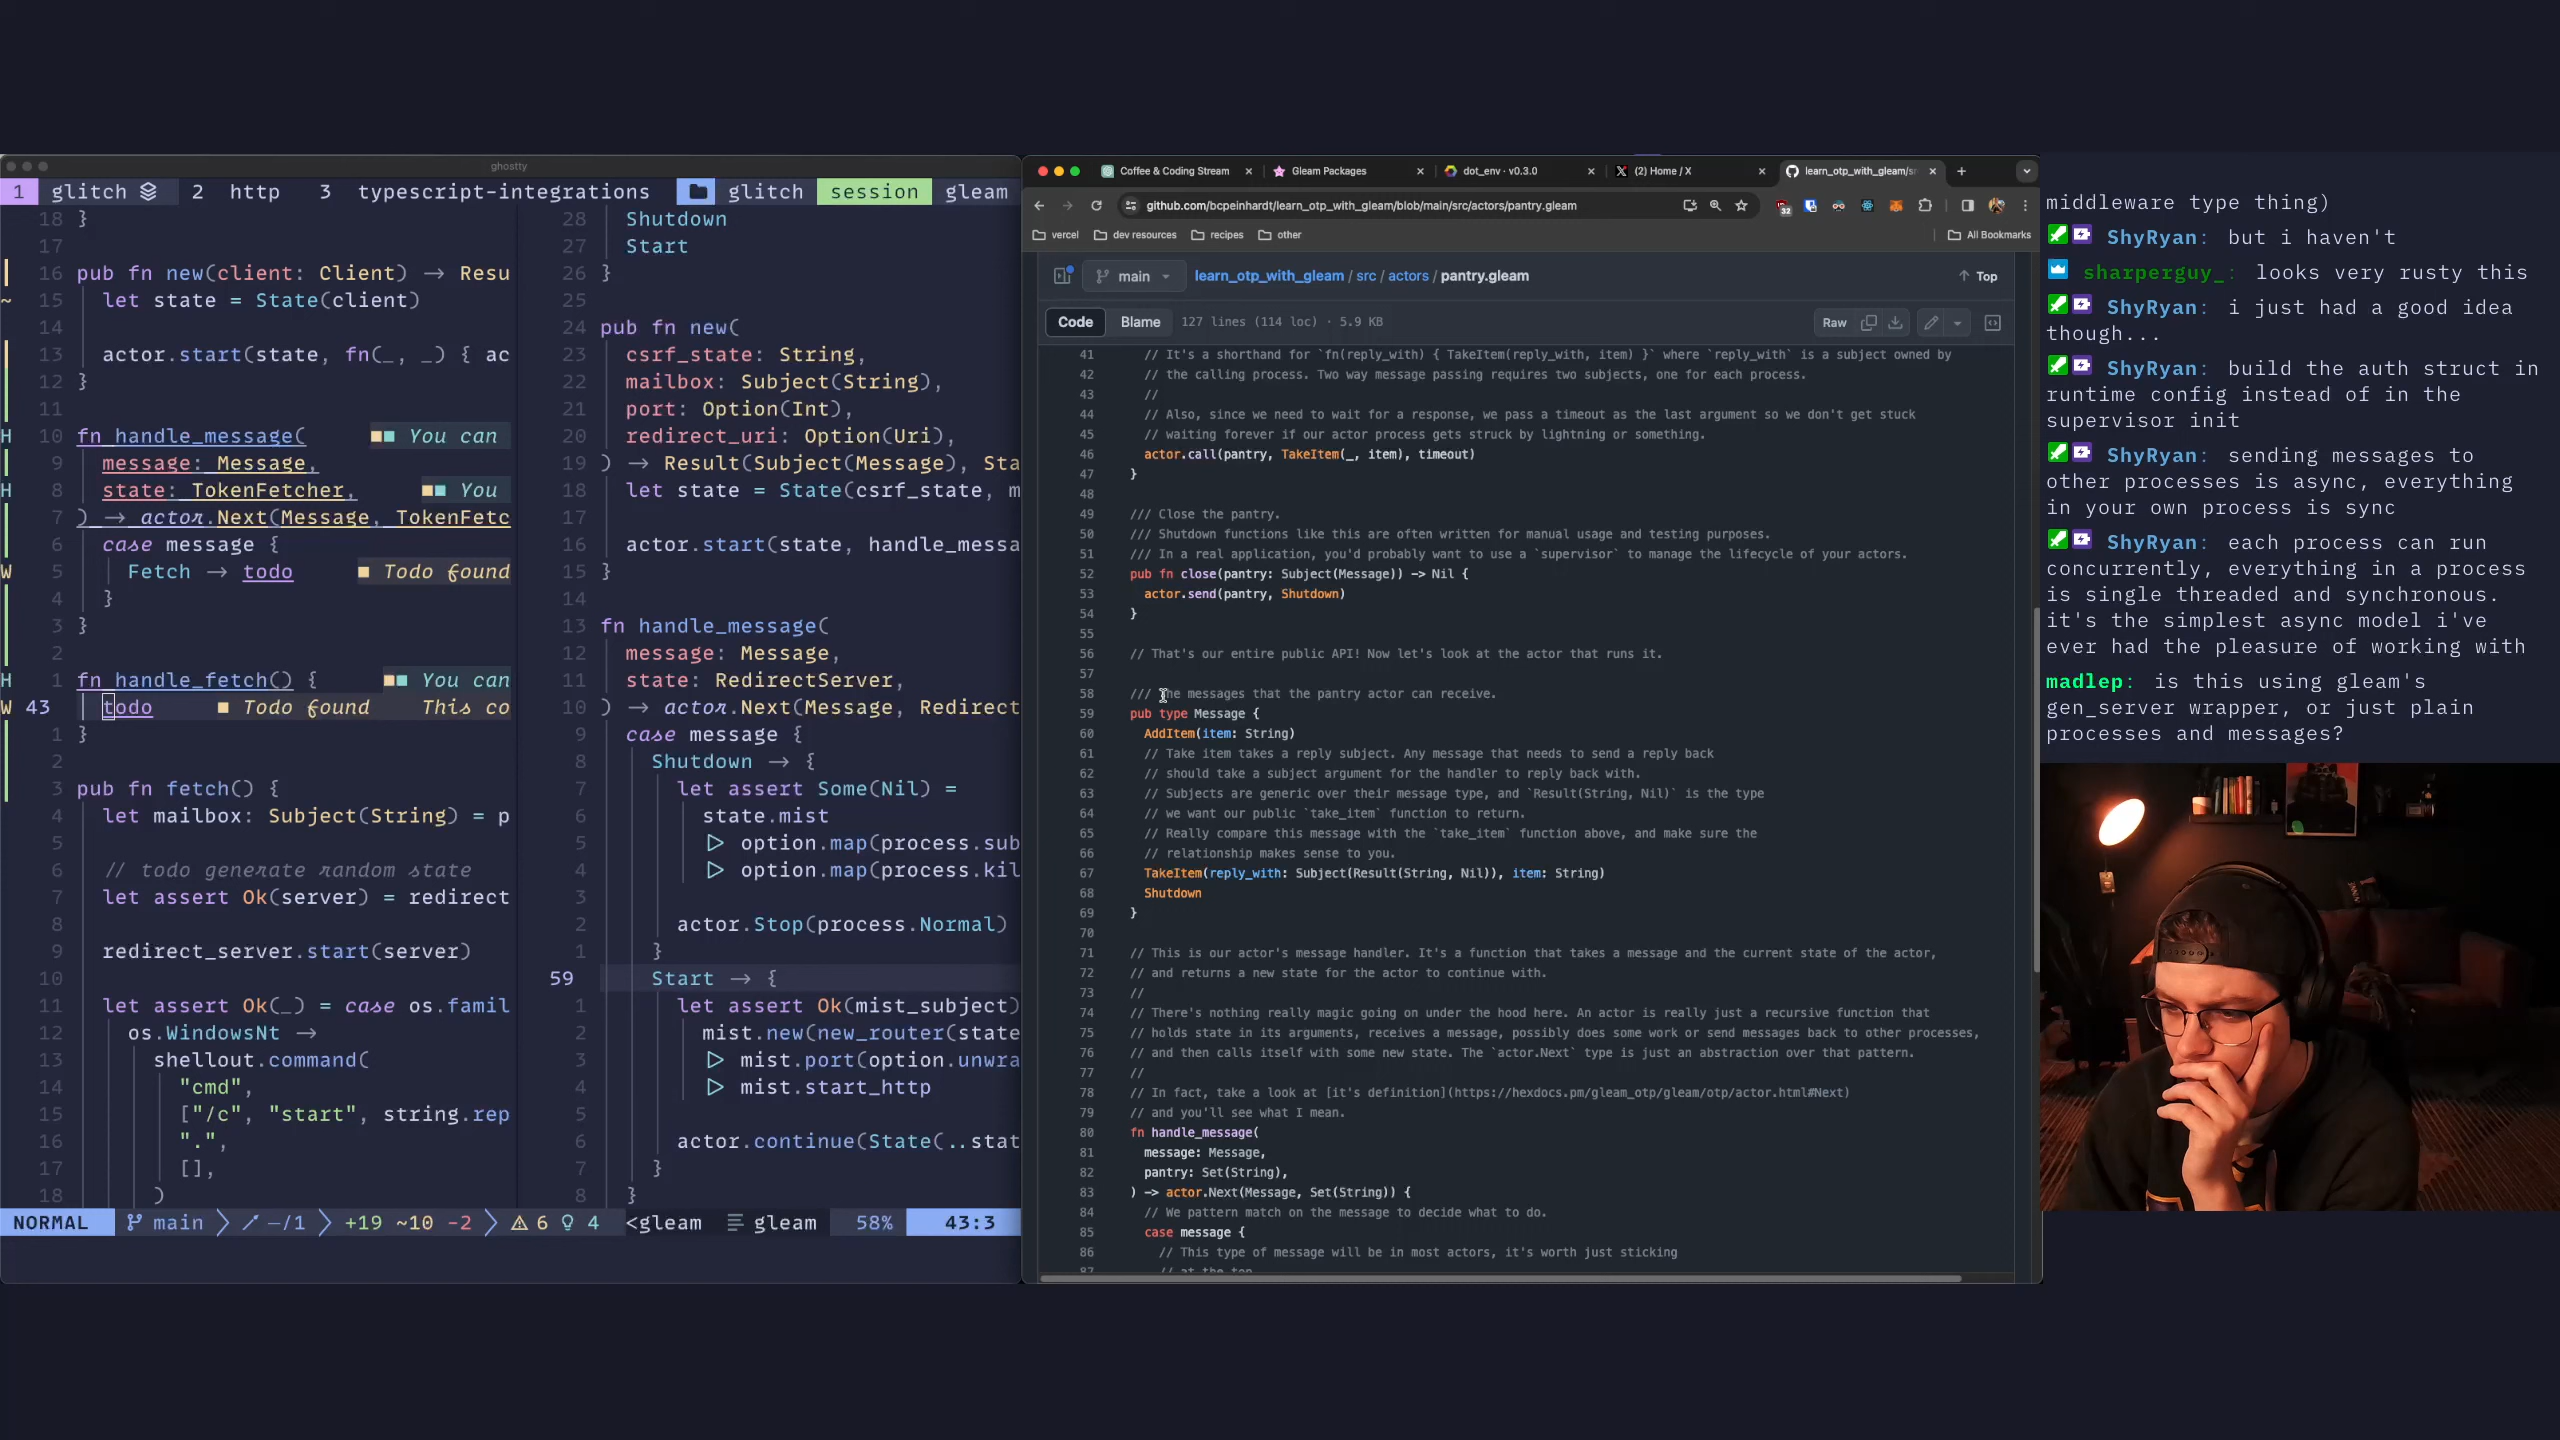 ghostty
1 glitch 2 http 3 typescript-integrations glitch session gleam
18 }
17
16 pub fn new(client: Client) → Resu
15 let state = State(client)
14
13 actor.start(state, fn(_, _) { ac
12 }
11
H 10 fn handle_message( You can
9 message: Message,
H 8 state: TokenFetcher, You
7 ) → actor.Next(Message, TokenFetc
6 case message {
W 5 Fetch → todo Todo found
4 }
3 }
2
H 1 fn handle_fetch() { You can
W 43 todo Todo found This co
1 }
2
3 pub fn fetch() {
4 let mailbox: Subject(String) = p
5
6 // todo generate random state
7 let assert Ok(server) = redirect
8
9 redirect_server.start(server)
10
11 let assert Ok(_) = case os.famil
12 os.WindowsNt →
13 shellout.command(
14 "cmd",
15 ["/c", "start", string.rep
16 ".",
17 [],
18 )
28 Shutdown
27 Start
26 }
25
24 pub fn new(
23 csrf_state: String,
22 mailbox: Subject(String),
21 port: Option(Int),
20 redirect_uri: Option(Uri),
19 ) → Result(Subject(Message), Sta
18 let state = State(csrf_state, m
17
16 actor.start(state, handle_messa
15 }
14
13 fn handle_message(
12 message: Message,
11 state: RedirectServer,
10 ) → actor.Next(Message, Redirect
9 case message {
8 Shutdown → {
7 let assert Some(Nil) =
6 state.mist
5 ▷ option.map(process.sub
4 ▷ option.map(process.kil
3
2 actor.Stop(process.Normal)
1 }
59 Start → {
1 let assert Ok(mist_subject)
2 mist.new(new_router(state
3 ▷ mist.port(option.unwra
4 ▷ mist.start_http
5
6 actor.continue(State(..stat
7 }
8 }
NORMAL main –/1 +19 ~10 -2 6 4 <gleam gleam 58% 43:3
Coffee & Coding Stream × Gleam Packages × dot_env · v0.3.0 × (2) Home / X × learn_otp_with_gleam/sr × +
github.com/bcpeinhardt/learn_otp_with_gleam/blob/main/src/actors/pantry.gleam 32
vercel dev resources recipes other All Bookmarks
main learn_otp_with_gleam / src / actors / pantry.gleam Top
Code Blame 127 lines (114 loc) · 5.9 KB Raw
41 // It's a shorthand for `fn(reply_with) { TakeItem(reply_with, item) }` where `reply_with` is a subject owned by
42 // the calling process. Two way message passing requires two subjects, one for each process.
43 //
44 // Also, since we need to wait for a response, we pass a timeout as the last argument so we don't get stuck
45 // waiting forever if our actor process gets struck by lightning or something.
46 actor.call(pantry, TakeItem(_, item), timeout)
47 }
48
49 /// Close the pantry.
50 /// Shutdown functions like this are often written for manual usage and testing purposes.
51 /// In a real application, you'd probably want to use a `supervisor` to manage the lifecycle of your actors.
52 pub fn close(pantry: Subject(Message)) -> Nil {
53 actor.send(pantry, Shutdown)
54 }
55
56 // That's our entire public API! Now let's look at the actor that runs it.
57
58 /// The messages that the pantry actor can receive.
59 pub type Message {
60 AddItem(item: String)
61 // Take item takes a reply subject. Any message that needs to send a reply back
62 // should take a subject argument for the handler to reply back with.
63 // Subjects are generic over their message type, and `Result(String, Nil)` is the type
64 // we want our public `take_item` function to return.
65 // Really compare this message with the `take_item` function above, and make sure the
66 // relationship makes sense to you.
67 TakeItem(reply_with: Subject(Result(String, Nil)), item: String)
68 Shutdown
69 }
70
71 // This is our actor's message handler. It's a function that takes a message and the current state of the actor,
72 // and returns a new state for the actor to continue with.
73 //
74 // There's nothing really magic going on under the hood here. An actor is really just a recursive function that
75 // holds state in its arguments, receives a message, possibly does some work or send messages back to other processes,
76 // and then calls itself with some new state. The `actor.Next` type is just an abstraction over that pattern.
77 //
78 // In fact, take a look at [it's definition](https://hexdocs.pm/gleam_otp/gleam/otp/actor.html#Next)
79 // and you'll see what I mean.
80 fn handle_message(
81 message: Message,
82 pantry: Set(String),
83 ) -> actor.Next(Message, Set(String)) {
84 // We pattern match on the message to decide what to do.
85 case message {
86 // This type of message will be in most actors, it's worth just sticking
87 // at the top.
middleware type thing)
ShyRyan: but i haven't
sharperguy_: looks very rusty this
ShyRyan: i just had a good idea
though...
ShyRyan: build the auth struct in
runtime config instead of in the
supervisor init
ShyRyan: sending messages to
other processes is async, everything
in your own process is sync
ShyRyan: each process can run
concurrently, everything in a process
is single threaded and synchronous.
it's the simplest async model i've
ever had the pleasure of working with
madlep: is this using gleam's
gen_server wrapper, or just plain
processes and messages?